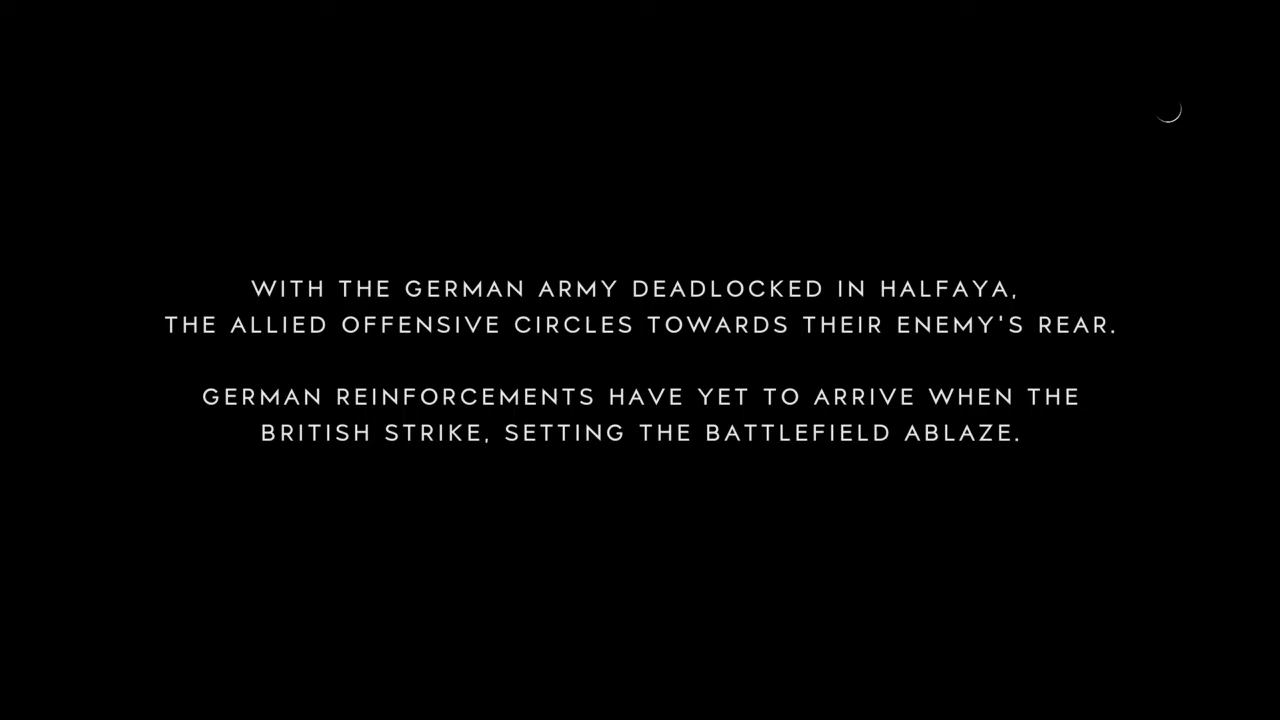 WITH THE GERMAN ARMY DEADLOCKED IN HALFAYA,
THE ALLIED OFFENSIVE CIRCLES TOWARDS THEIR ENEMY'S REAR.
GERMAN REINFORCEMENTS HAVE YET TO ARRIVE WHEN THE
BRITISH STRIKE, SETTING THE BATTLEFIELD ABLAZE.